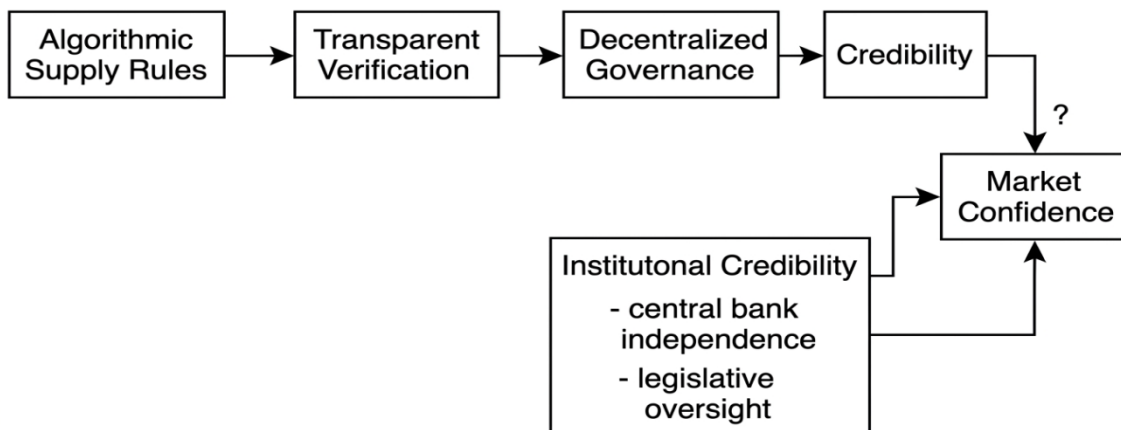 Algorithmic
Supply Rules
Transparent
Verification
Decentralized
Governance
Credibility
?
Market
Confidence
Institutonal Credibility
- central bank
independence
- legislative
oversight